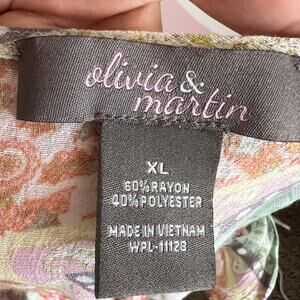 olivia &
martin
XL
60% RAYON
40% POLYESTER
MADE IN VIETNAM
WPL-11128